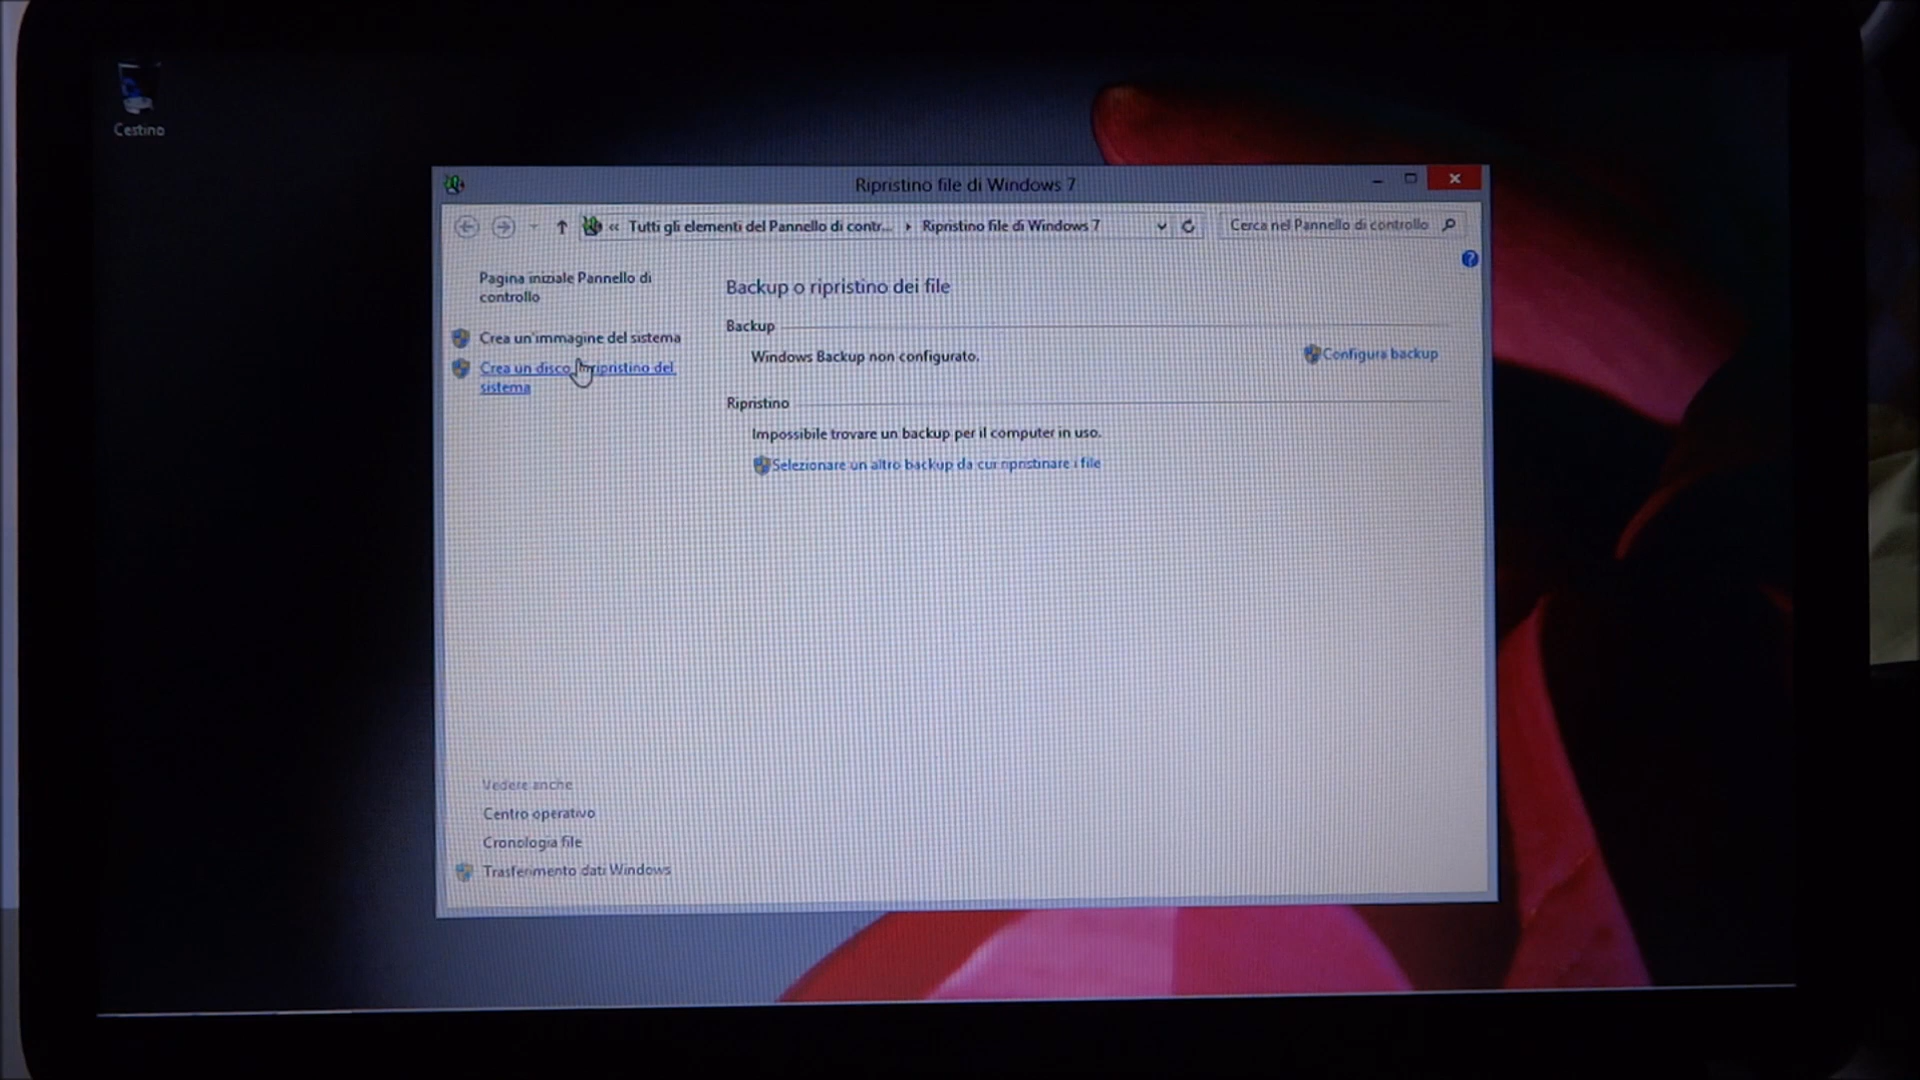 Cestino
Ripristino file di Windows 7
« Tutti gli elementi del Pannello di contr... Ripristino file di Windows 7
Cerca nel Pannello di controllo
Pagina iniziale Pannello di
controllo
Crea un'immagine del sistema
Crea un disco di ripristino del
sistema
Backup o ripristino dei file
Backup
Windows Backup non configurato.
Configura backup
Ripristino
Impossibile trovare un backup per il computer in uso.
Selezionare un altro backup da cui ripristinare i file
Vedere anche
Centro operativo
Cronologia file
Trasferimento dati Windows